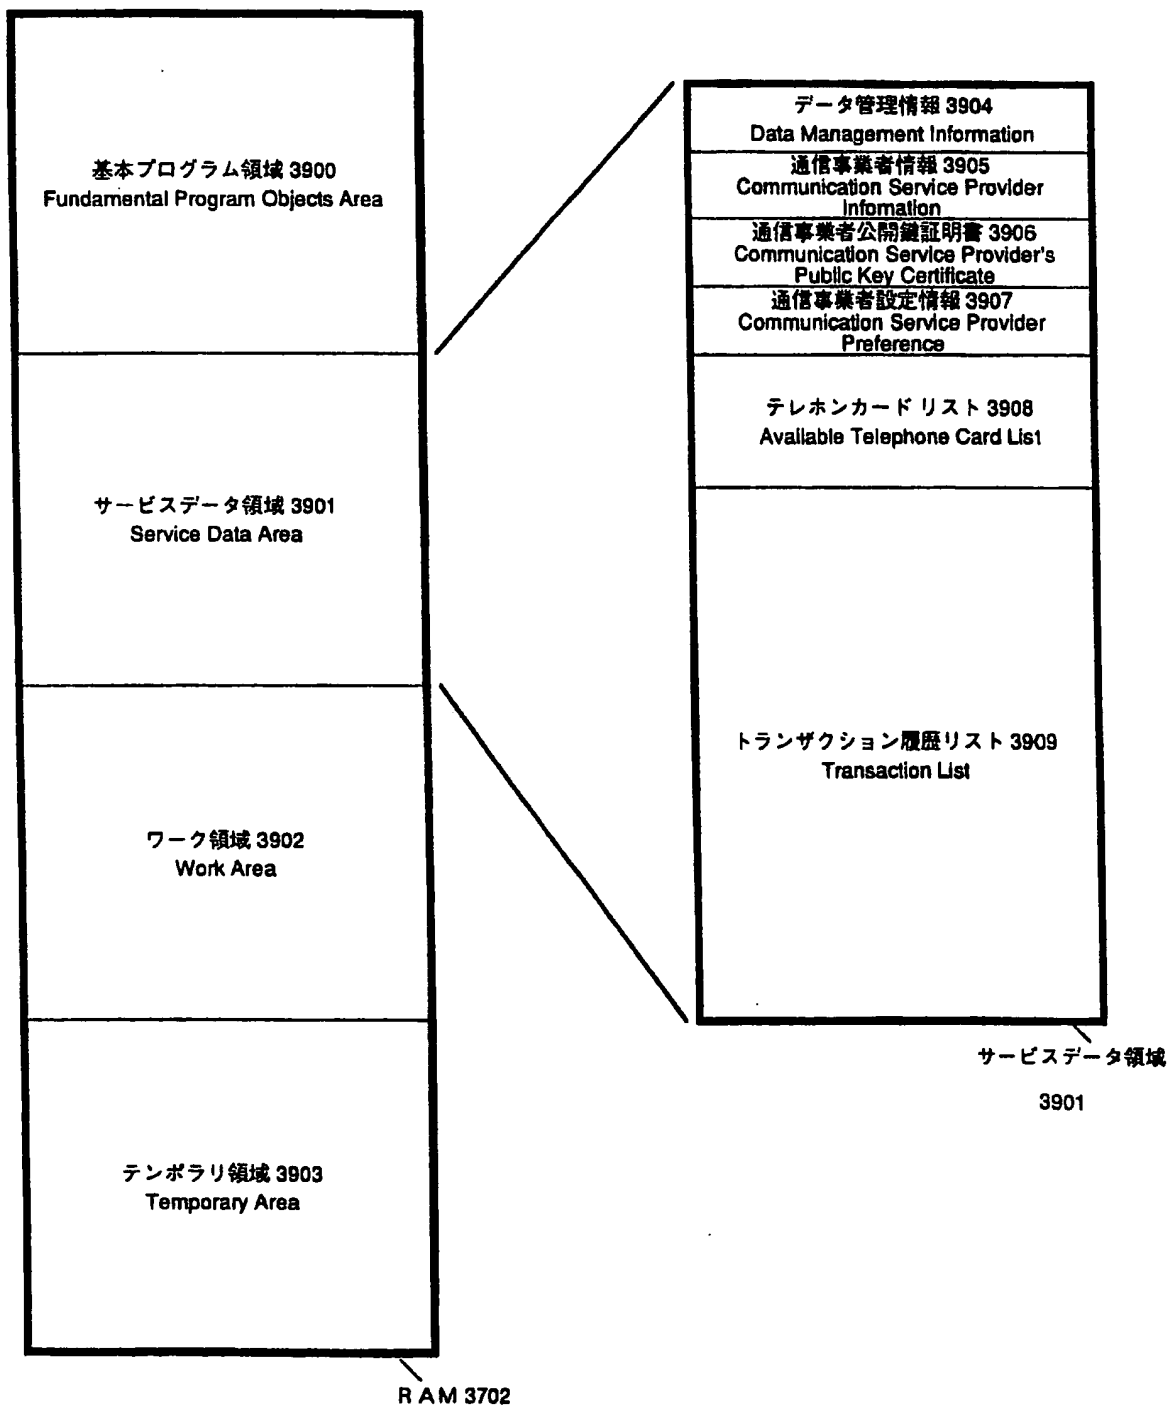 基本プログラム領域 3900
Fundamental Program Objects Area
サービスデータ領域 3901
Service Data Area
ワーク領域 3902
Work Area
テンポラリ領域 3903
Temporary Area
RAM 3702
データ管理情報 3904
Data Management Information
通信事業者情報 3905
Communication Service Provider
Infomation
通信事業者公開鍵証明書 3906
Communication Service Provider's
Public Key Certificate
通信事業者設定情報 3907
Communication Service Provider
Preference
テレホンカード リスト 3908
Available Telephone Card List
トランザクション履歴リスト 3909
Transaction List
サービスデータ領域
3901